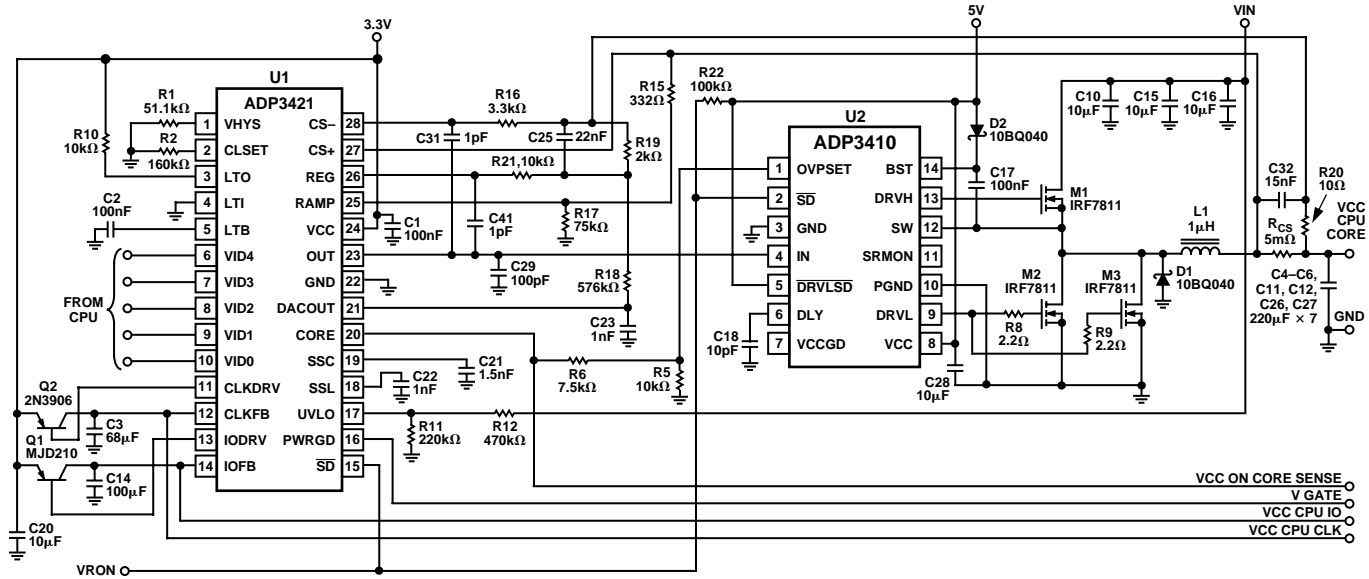 3.3V
5V
VIN
U1
ADP3421
R1
51.1kΩ
R2
160kΩ
R10
10kΩ
C2
100nF
1 VHYS
2 CLSET
3 LTO
4 LTI
5 LTB
6 VID4
7 VID3
8 VID2
9 VID1
10 VID0
11 CLKDRV
12 CLKFB
13 IODRV
14 IOFB
CS– 28
CS+ 27
REG 26
RAMP 25
VCC 24
OUT 23
GND 22
DACOUT 21
CORE 20
SSC 19
SSL 18
UVLO 17
PWRGD 16
SD 15
FROM
CPU
Q2
2N3906
C3
68µF
Q1
MJD210
C14
100µF
C20
10µF
VRON
R16
3.3kΩ
C31
1pF
C25
22nF
R19
2kΩ
R21,10kΩ
C41
1pF
R17
75kΩ
R15
332Ω
C1
100nF
C29
100pF
R18
576kΩ
C23
1nF
C21
1.5nF
C22
1nF
R6
7.5kΩ
R5
10kΩ
R11
220kΩ
R12
470kΩ
R22
100kΩ
U2
ADP3410
1 OVPSET
2 SD
3 GND
4 IN
5 DRVLSD
6 DLY
7 VCCGD
BST 14
DRVH 13
SW 12
SRMON 11
PGND 10
DRVL 9
VCC 8
C18
10pF
C28
10µF
D2
10BQ040
C17
100nF
C10
10µF
C15
10µF
C16
10µF
M1
IRF7811
M2
IRF7811
M3
IRF7811
R8
2.2Ω
R9
2.2Ω
D1
10BQ040
L1
1µH
C32
15nF
R20
10Ω
RCS
5mΩ
VCC
CPU
CORE
C4–C6,
C11, C12,
C26, C27
220µF × 7
GND
VCC ON CORE SENSE
V GATE
VCC CPU IO
VCC CPU CLK